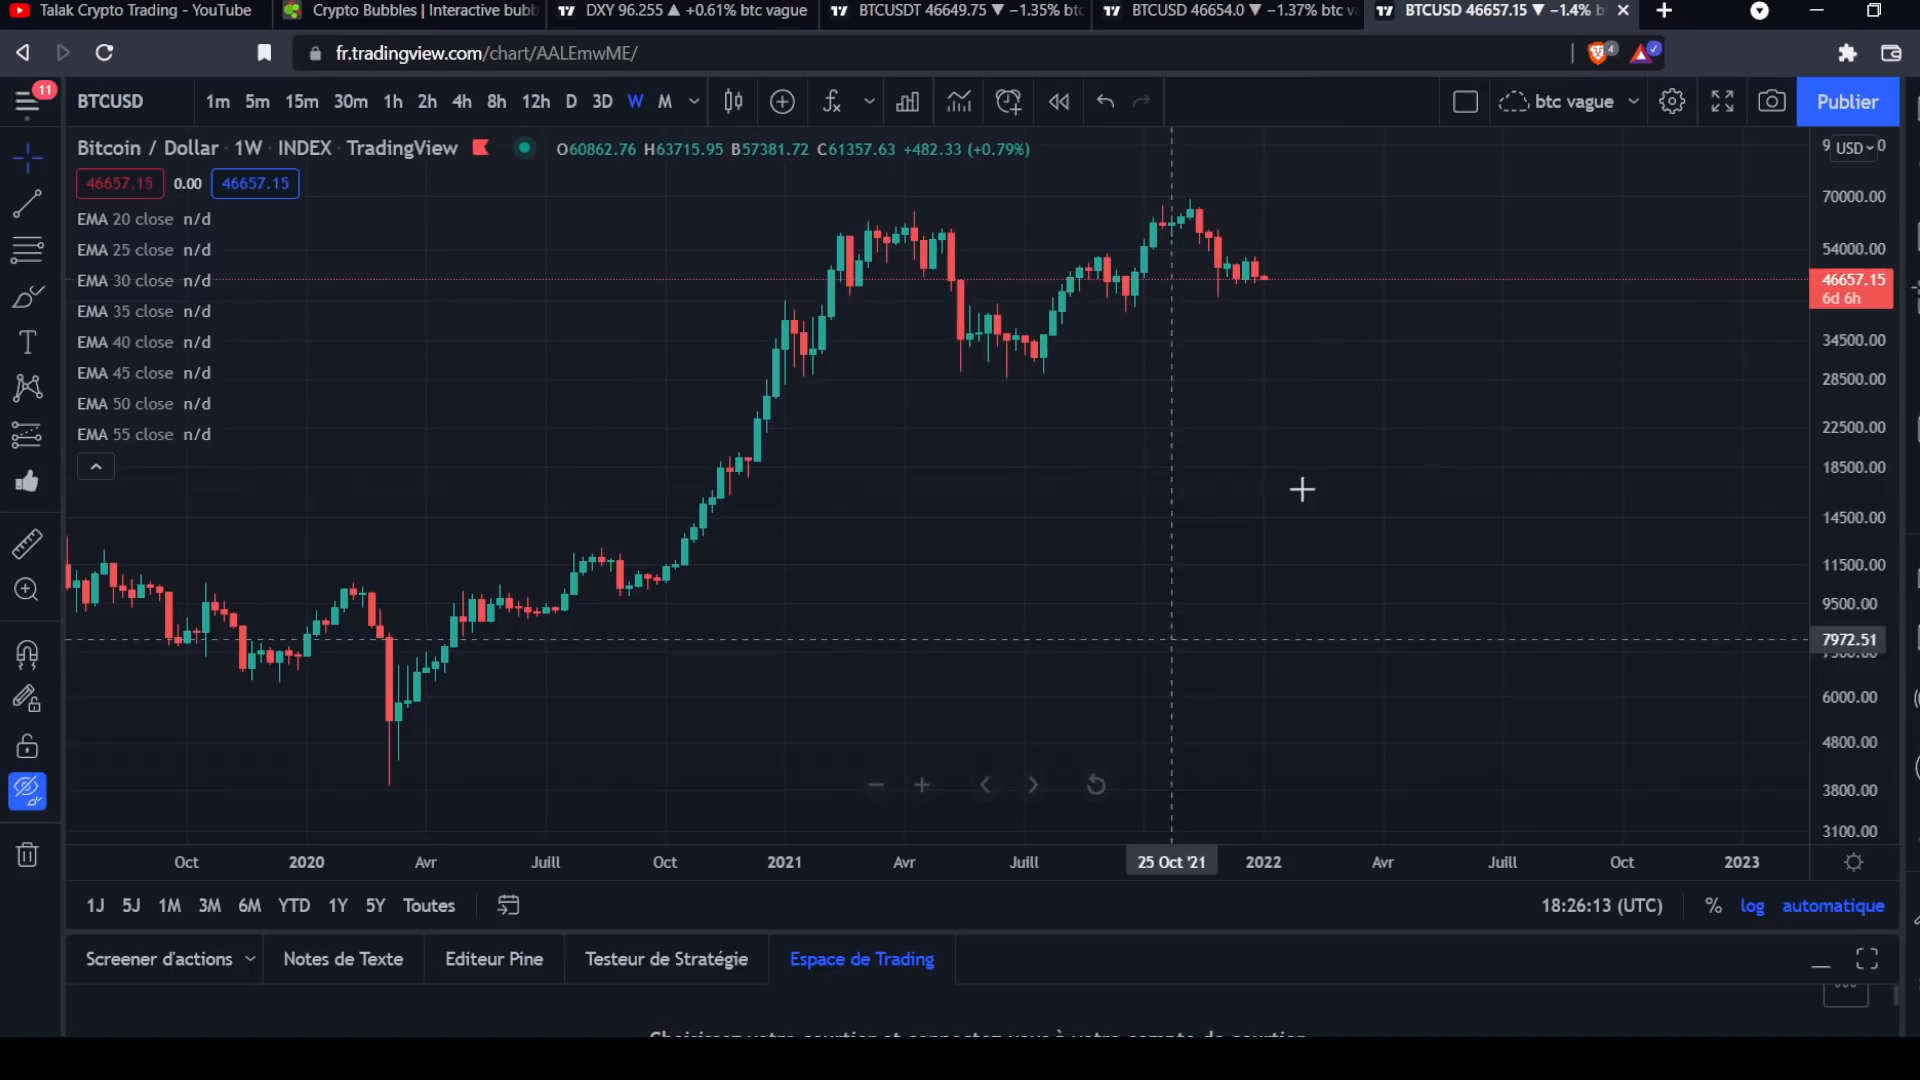 Talak Crypto Trading - YouTube
Crypto Bubbles | Interactive bubb
DXY 96.255 ▲ +0.61% btc vague
BTCUSDT 46649.75 ▼ −1.35% btc
BTCUSD 46654.0 ▼ −1.37% btc va
BTCUSD 46657.15 ▼ −1.4% b
fr.tradingview.com/chart/AALEmwME/
4
11
BTCUSD
1m 5m 15m 30m 1h 2h 4h 8h 12h D 3D W M
btc vague
Publier
Bitcoin / Dollar · 1W · INDEX · TradingView
O60862.76 H63715.95 B57381.72 C61357.63 +482.33 (+0.79%)
46657.15 0.00 46657.15
EMA 20 close n/d
EMA 25 close n/d
EMA 30 close n/d
EMA 35 close n/d
EMA 40 close n/d
EMA 45 close n/d
EMA 50 close n/d
EMA 55 close n/d
USD
70000.00
54000.00
46657.15
6d 6h
34500.00
28500.00
22500.00
18500.00
14500.00
11500.00
9500.00
7972.51
6000.00
4800.00
3800.00
3100.00
Oct 2020 Avr Juill Oct 2021 Avr Juill 25 Oct '21 2022 Avr Juill Oct 2023
1J 5J 1M 3M 6M YTD 1Y 5Y Toutes
18:26:13 (UTC) % log automatique
Screener d'actions Notes de Texte Editeur Pine Testeur de Stratégie Espace de Trading